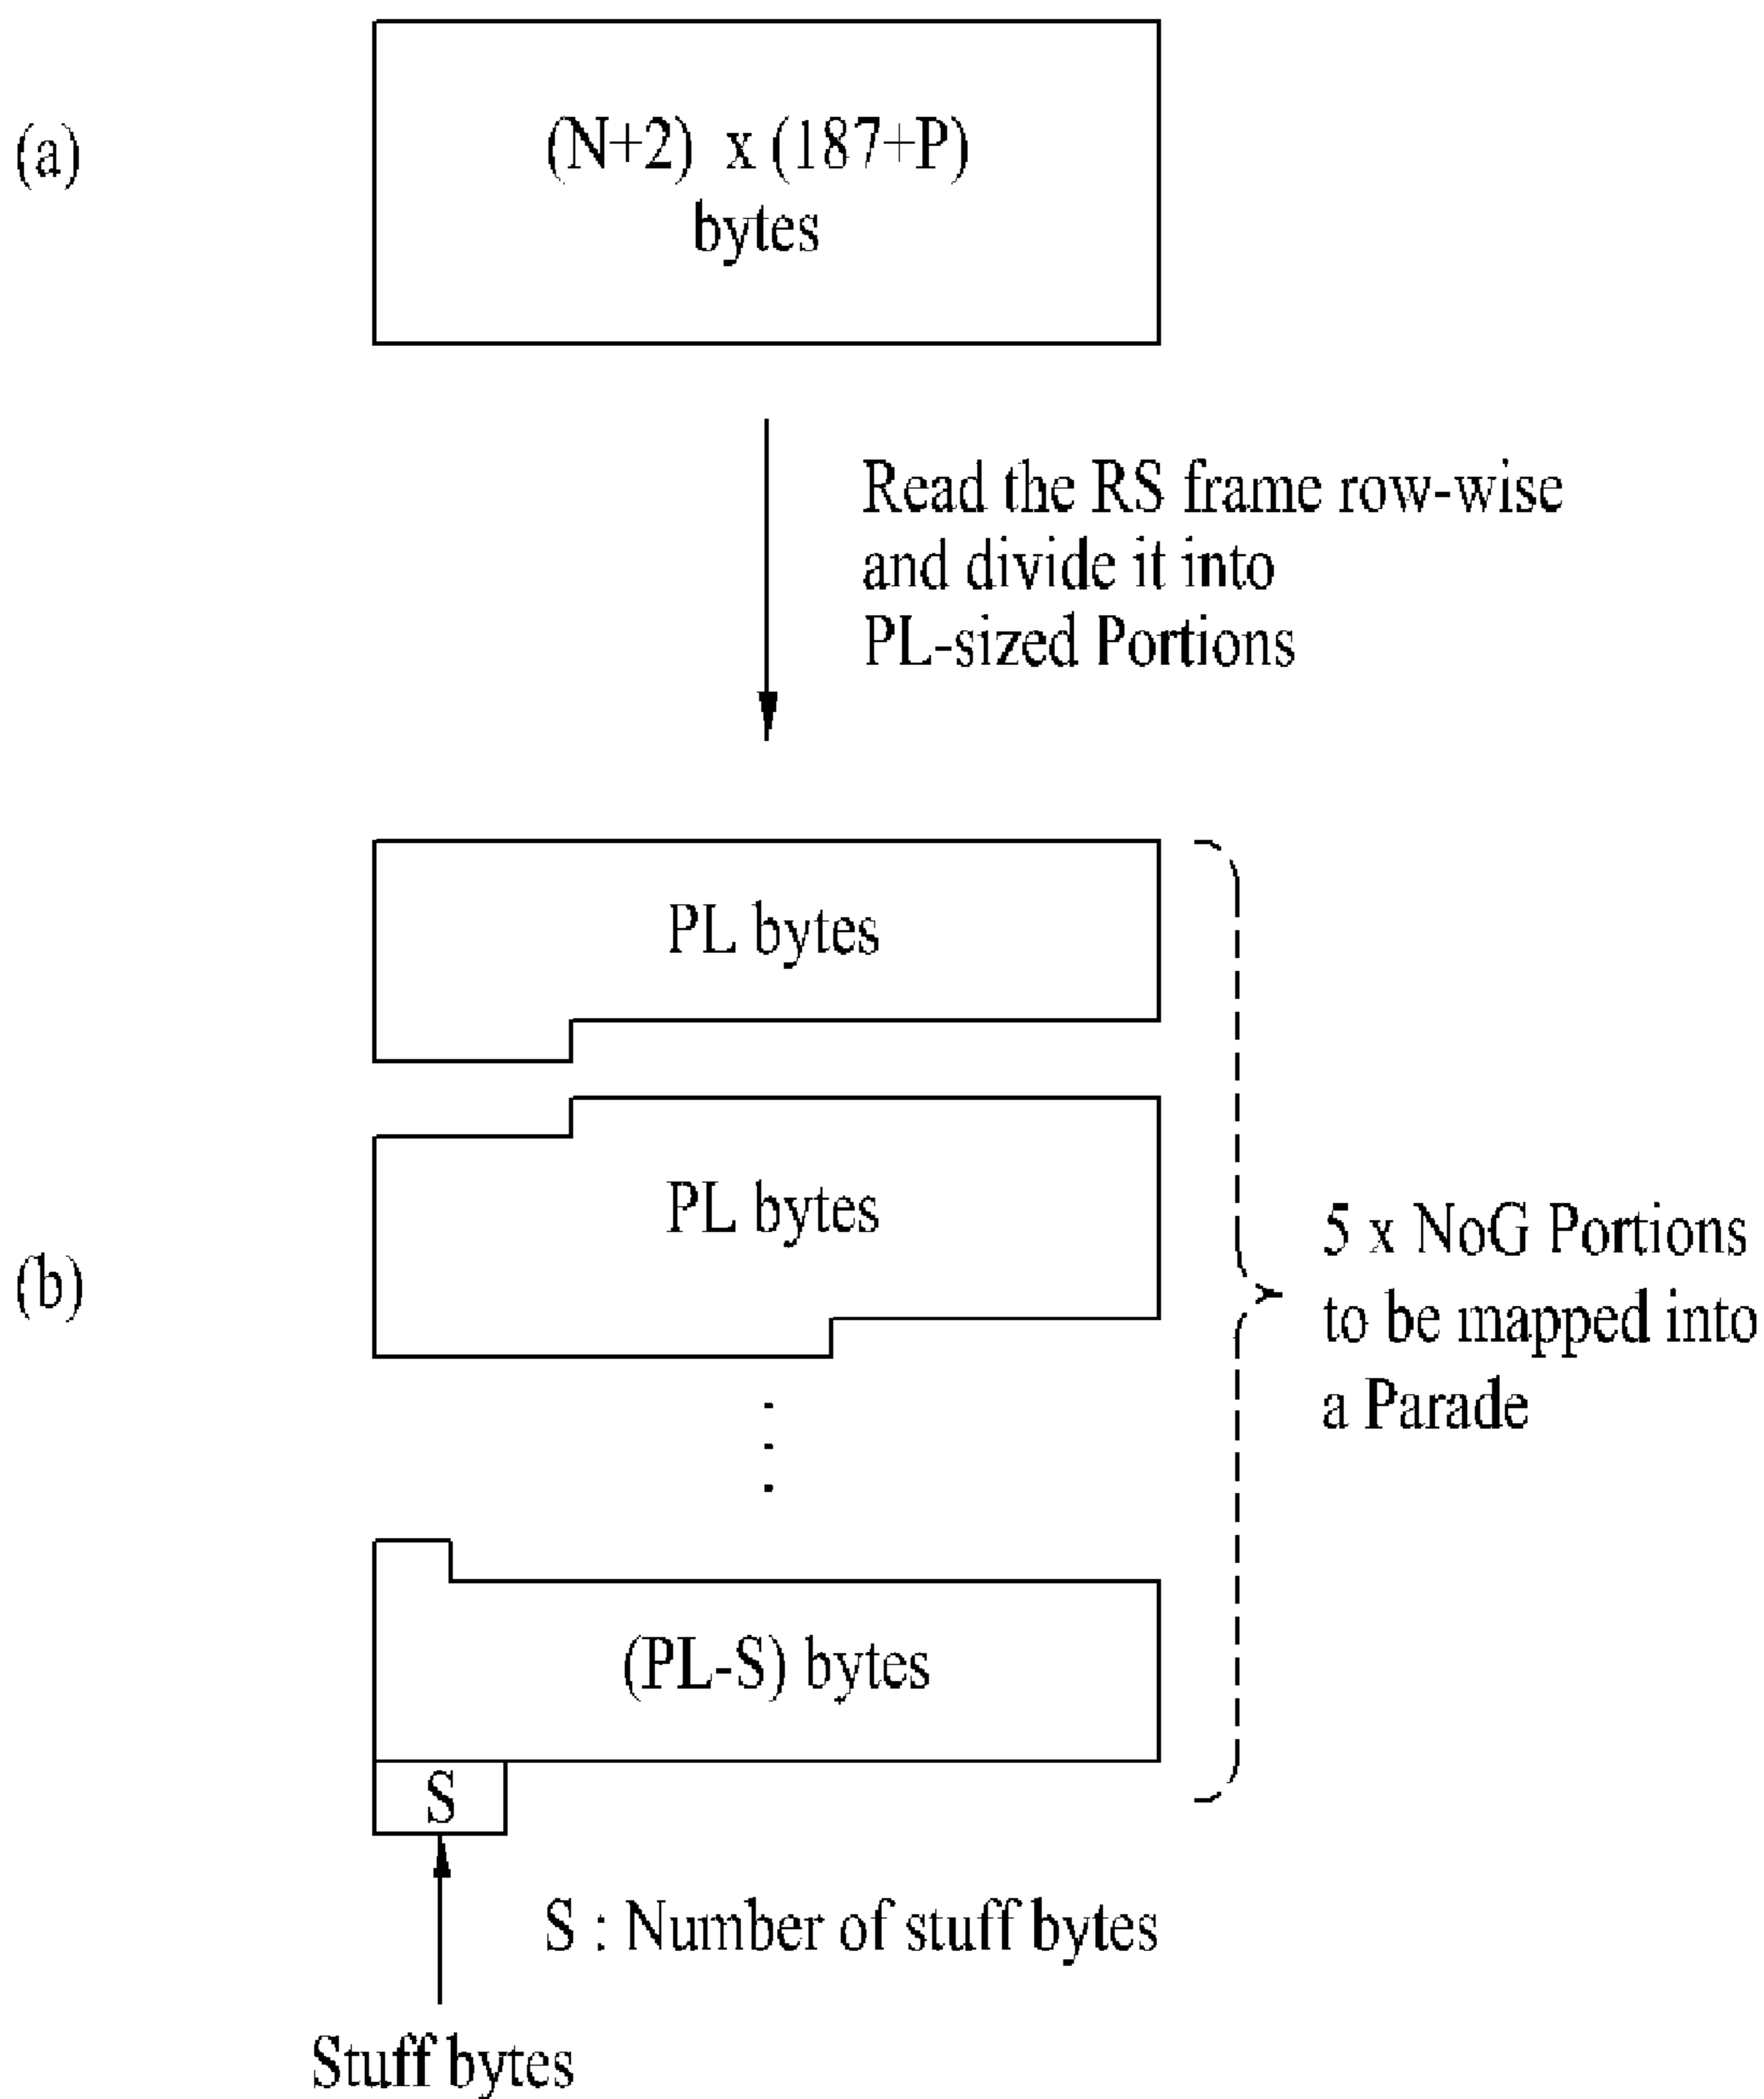 (a)
(N+2) x (187+P)
bytes
Read the RS frame row-wise
and divide it into
PL-sized Portions
(b)
PL bytes
PL bytes
5 x NoG Portions
to be mapped into
a Parade
(PL-S) bytes
S
S : Number of stuff bytes
Stuff bytes